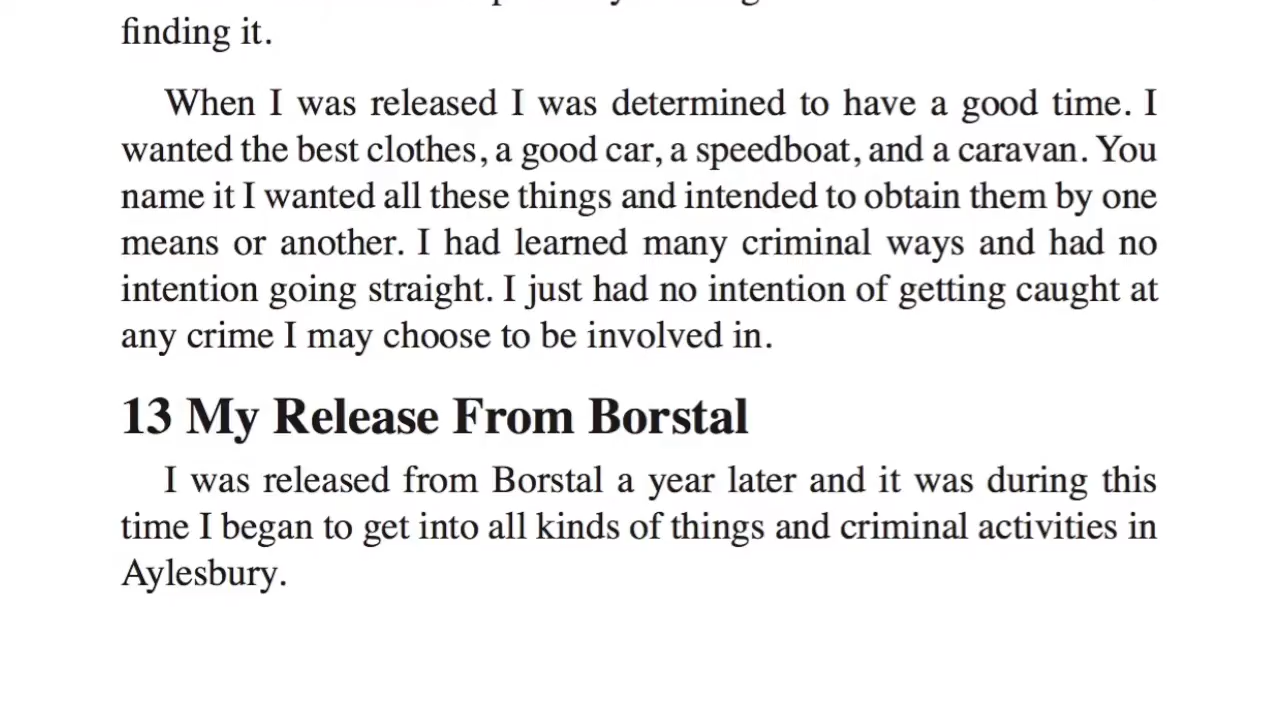 finding it.
When I was released I was determined to have a good time. I
wanted the best clothes, a good car, a speedboat, and a caravan. You
name it I wanted all these things and intended to obtain them by one
means or another. I had learned many criminal ways and had no
intention going straight. I just had no intention of getting caught at
any crime I may choose to be involved in.
13 My Release From Borstal
I was released from Borstal a year later and it was during this
time I began to get into all kinds of things and criminal activities in
Aylesbury.